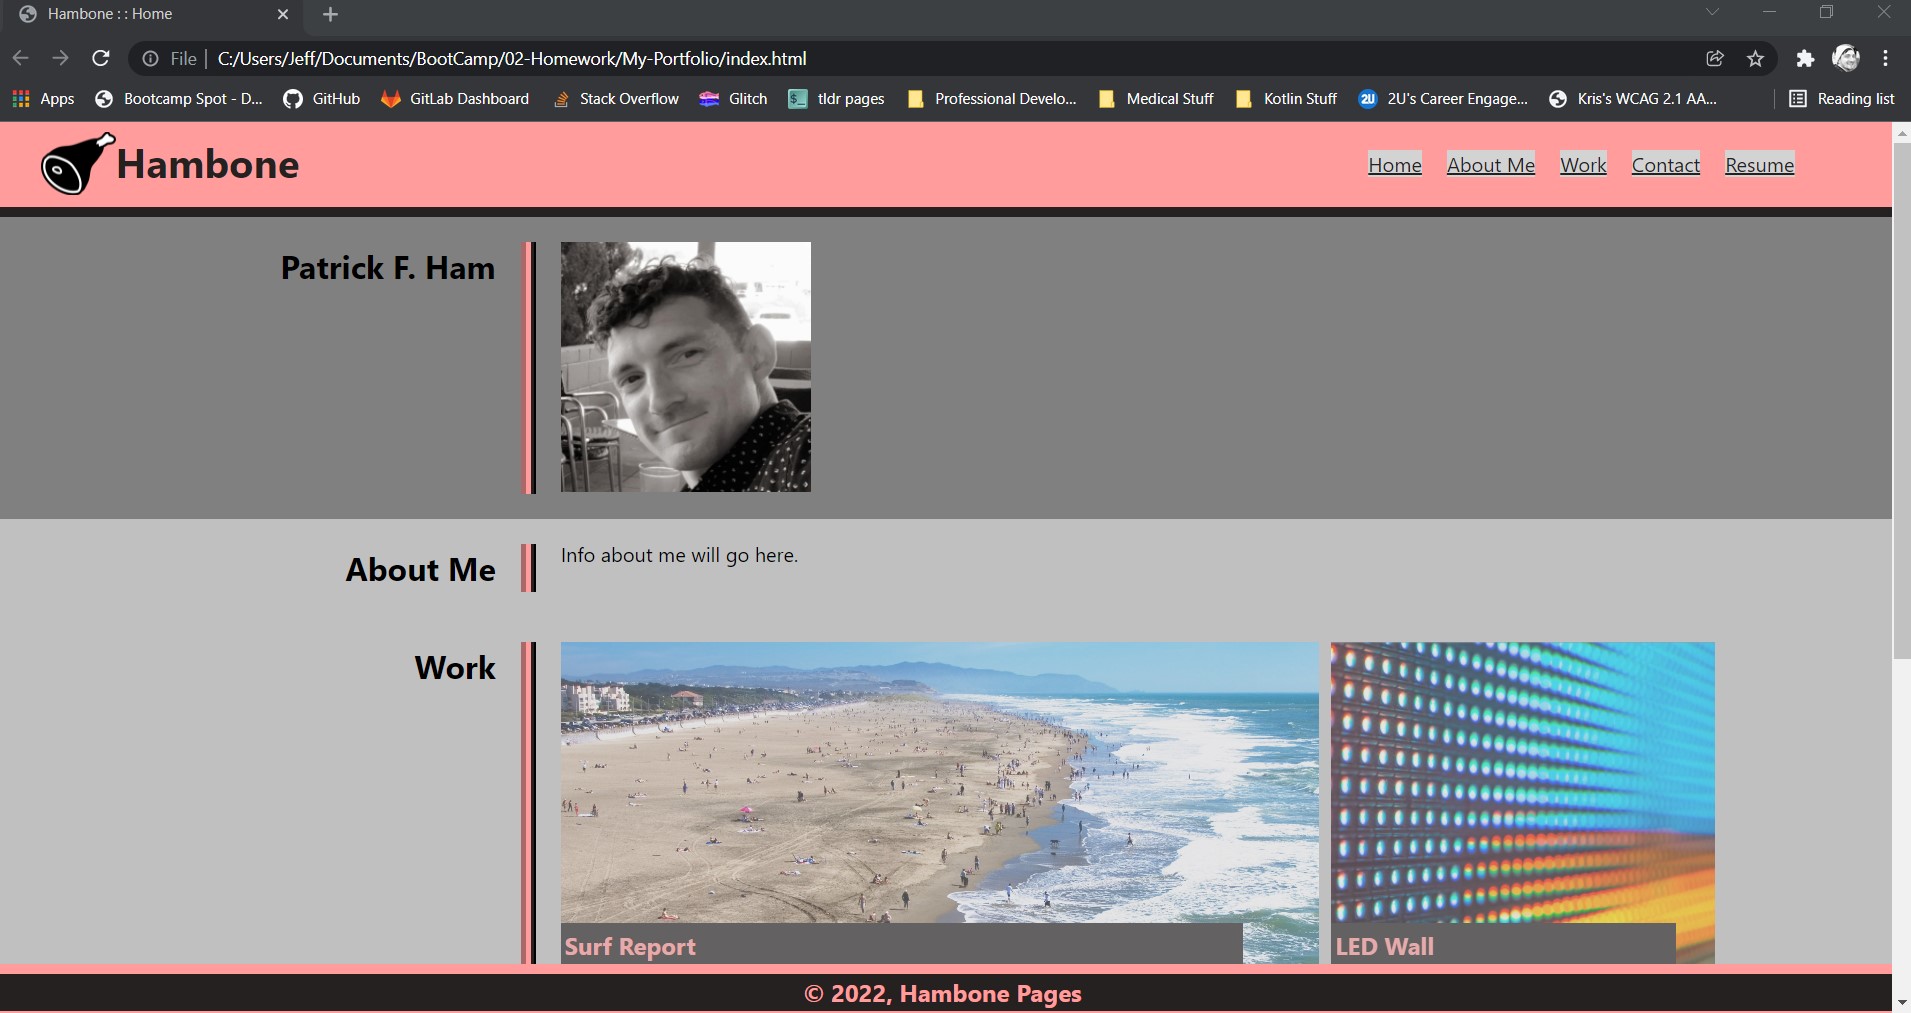 Hambone : : Home
File
C:/Users/Jeff/Documents/BootCamp/02-Homework/My-Portfolio/index.html
Apps
Bootcamp Spot - D...
GitHub
GitLab Dashboard
Stack Overflow
Glitch
tldr pages
Professional Develo...
Medical Stuff
Kotlin Stuff
2U
2U's Career Engage...
Kris's WCAG 2.1 AA...
Reading list
Hambone
Home
About Me
Work
Contact
Resume
Patrick F. Ham
About Me
Info about me will go here.
Work
Surf Report
LED Wall
© 2022, Hambone Pages